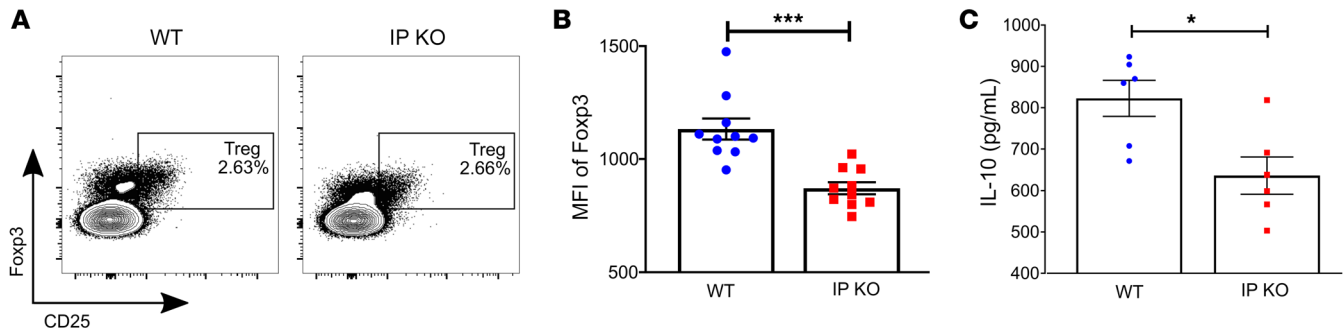 A
WT
IP KO
Treg
2.63%
Treg
2.66%
Foxp3
CD25
B
***
MFI of Foxp3
1500
1000
500
WT
IP KO
C
*
IL-10 (pg/mL)
1000
900
800
700
600
500
400
WT
IP KO